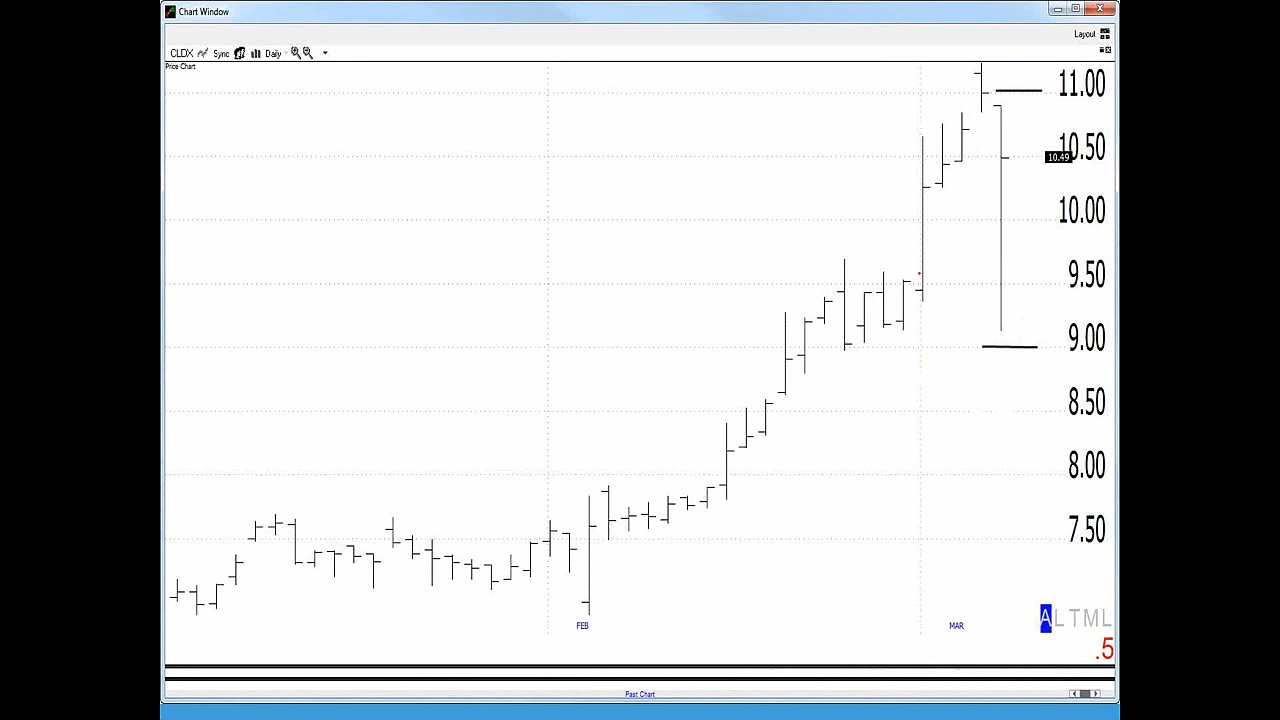 Chart Window
Layout
CLDX Sync Daily
Price Chart
11.00
10.49 10.50
10.00
9.50
9.00
8.50
8.00
7.50
FEB MAR
ALTML
.5
Past Chart